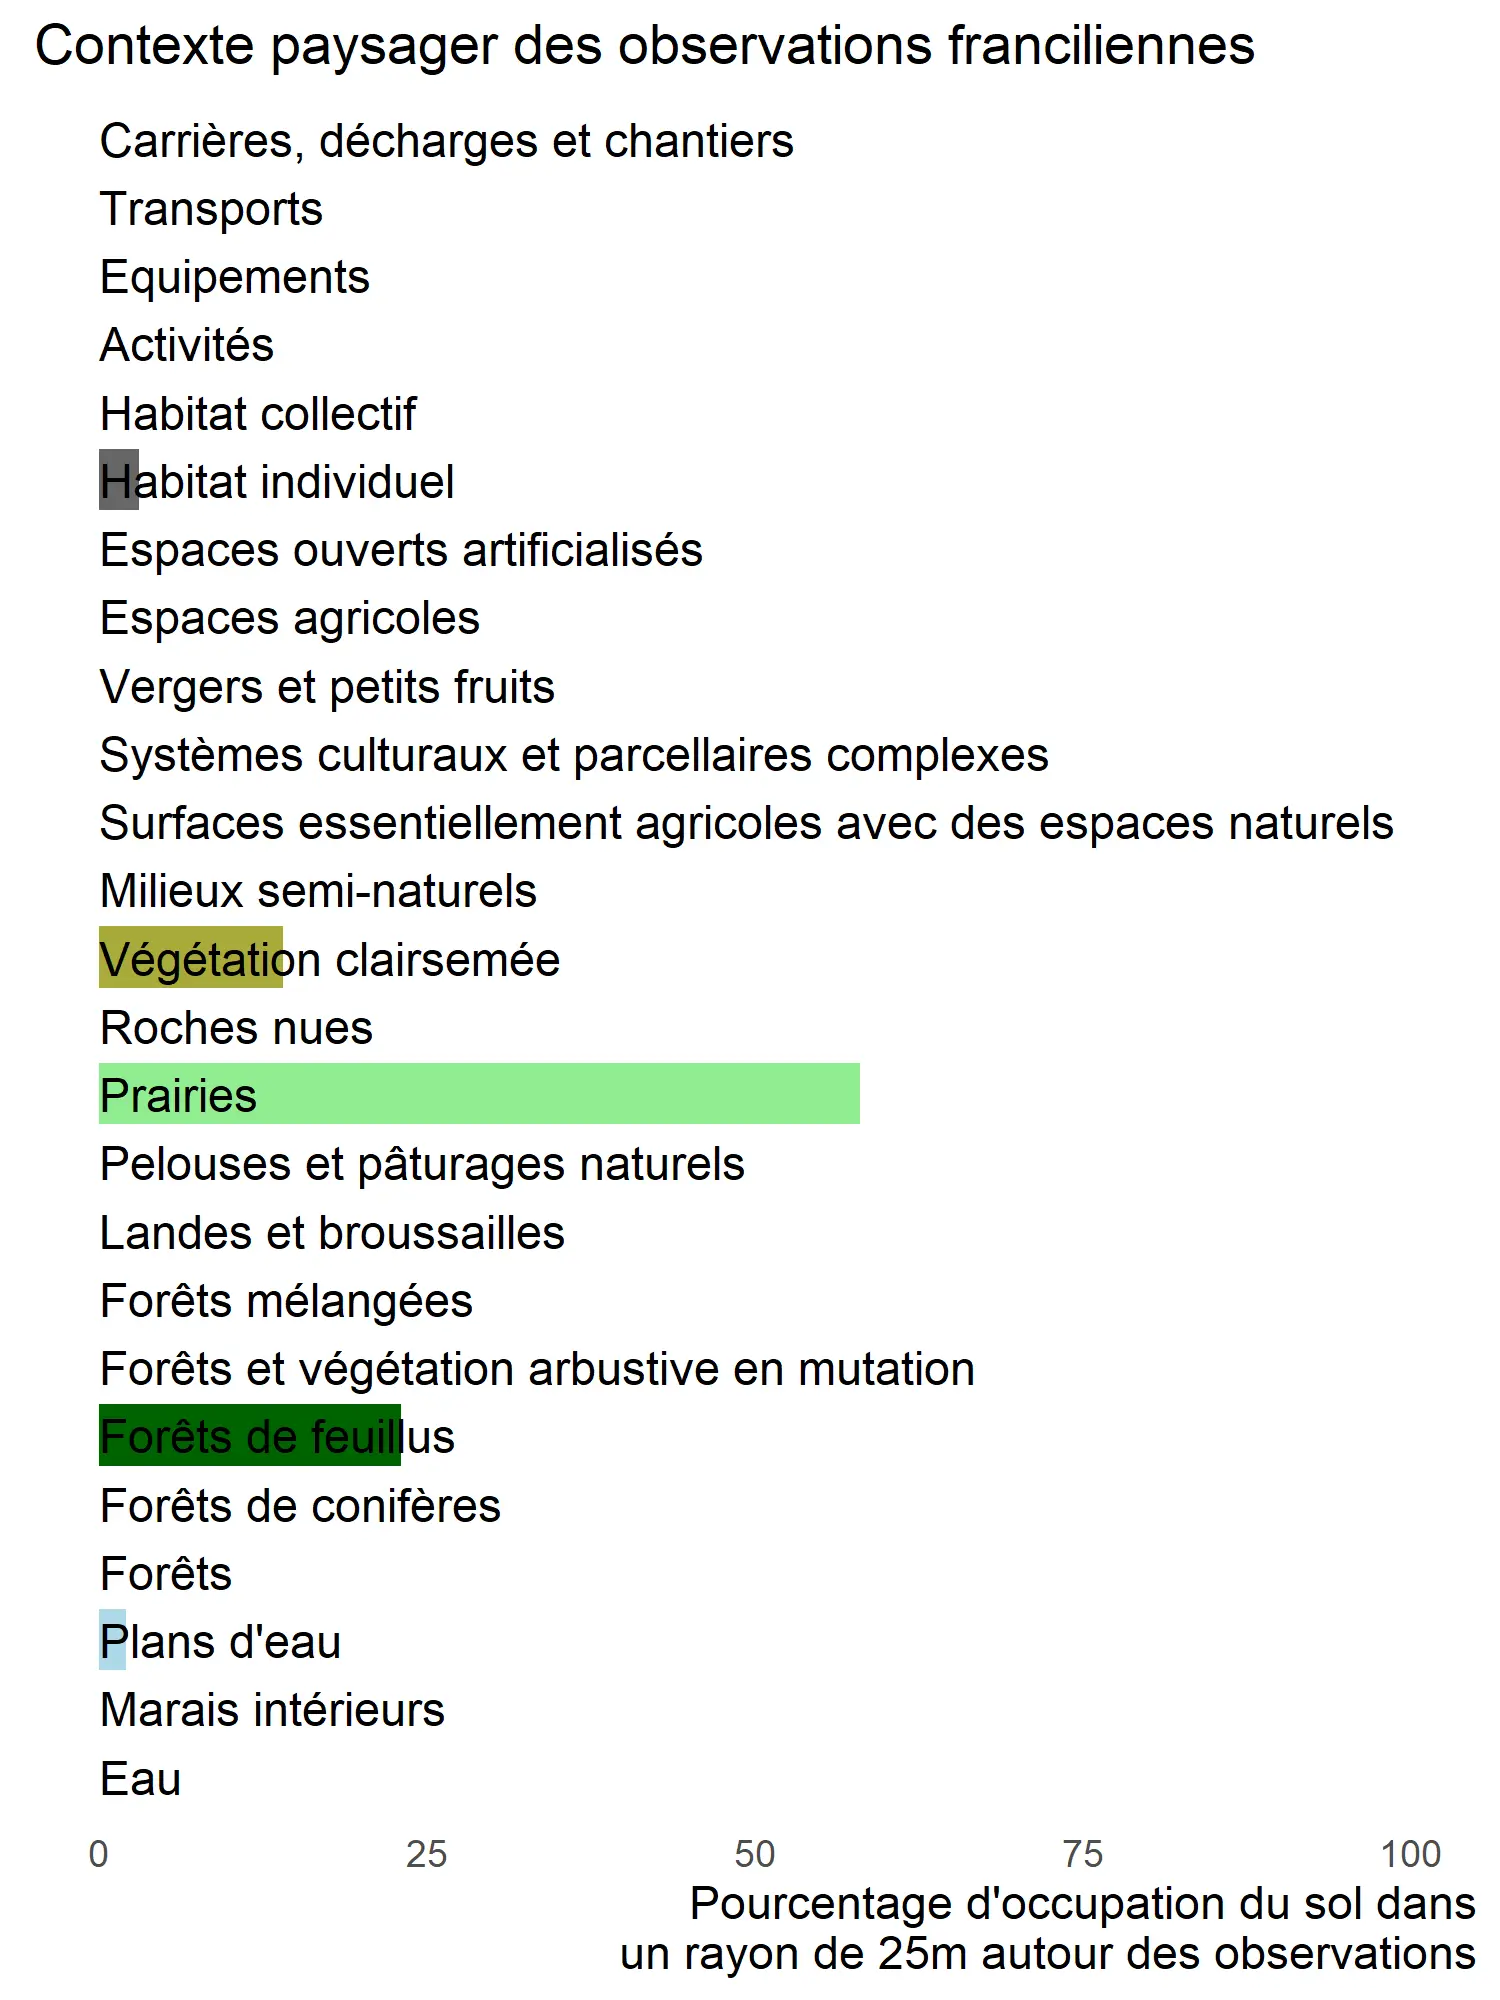 Contexte paysager des observations franciliennes
Carrières, décharges et chantiers
Transports
Equipements
Activités
Habitat collectif
Habitat individuel
Espaces ouverts artificialisés
Espaces agricoles
Vergers et petits fruits
Systèmes culturaux et parcellaires complexes
Surfaces essentiellement agricoles avec des espaces naturels
Milieux semi-naturels
Végétation clairsemée
Roches nues
Prairies
Pelouses et pâturages naturels
Landes et broussailles
Forêts mélangées
Forêts et végétation arbustive en mutation
Forêts de feuillus
Forêts de conifères
Forêts
Plans d'eau
Marais intérieurs
Eau
0 25 50 75 100
Pourcentage d'occupation du sol dans
un rayon de 25m autour des observations